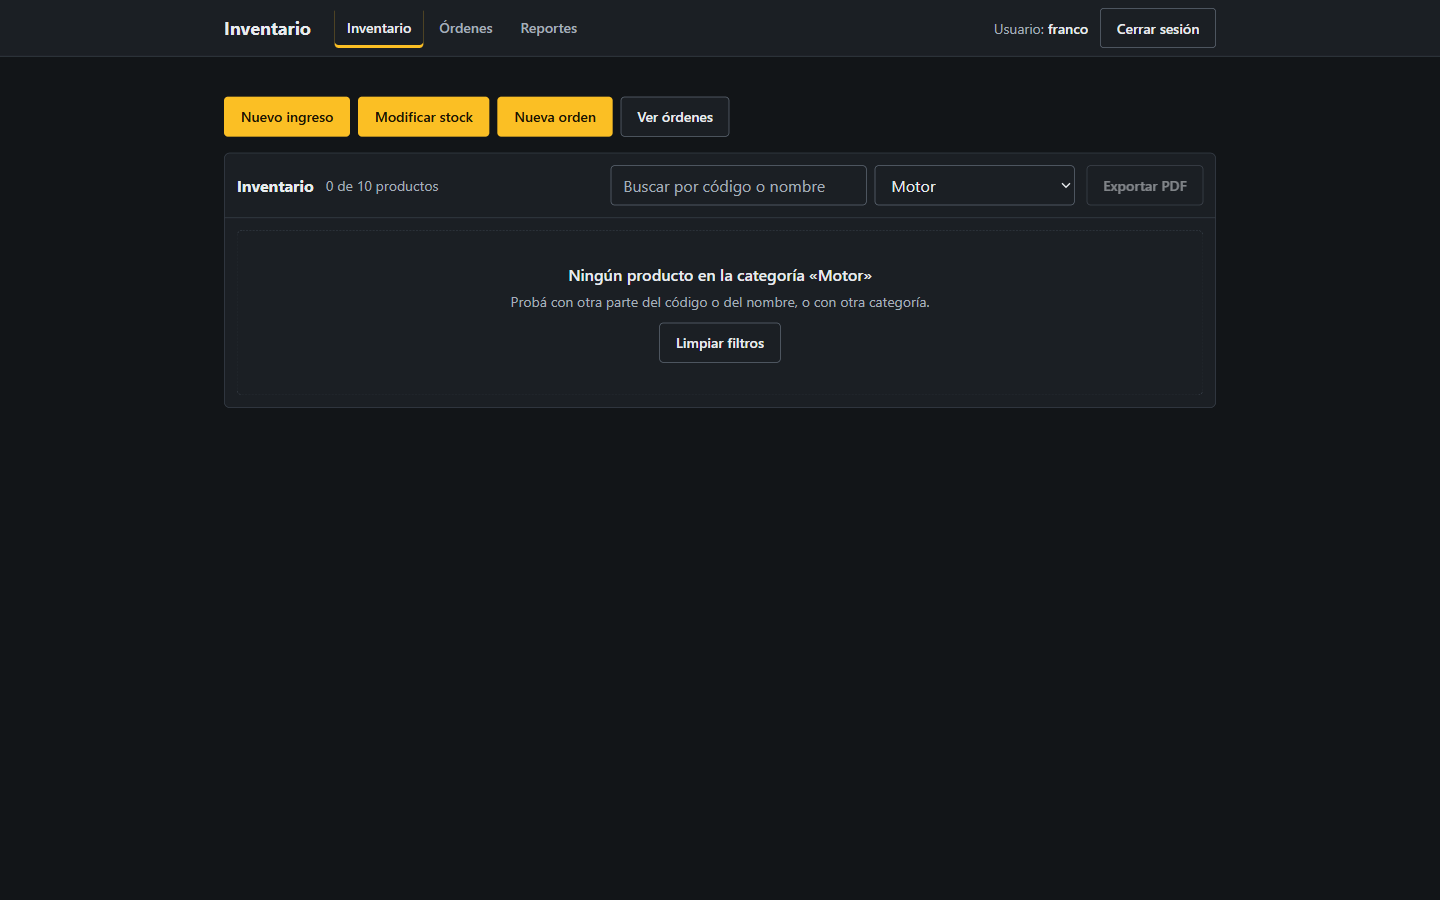 Inventario Inventario Órdenes Reportes Usuario: franco Cerrar sesión
Nuevo ingreso Modificar stock Nueva orden Ver órdenes
Inventario 0 de 10 productos Buscar por código o nombre Motor Exportar PDF
Ningún producto en la categoría «Motor»
Probá con otra parte del código o del nombre, o con otra categoría.
Limpiar filtros